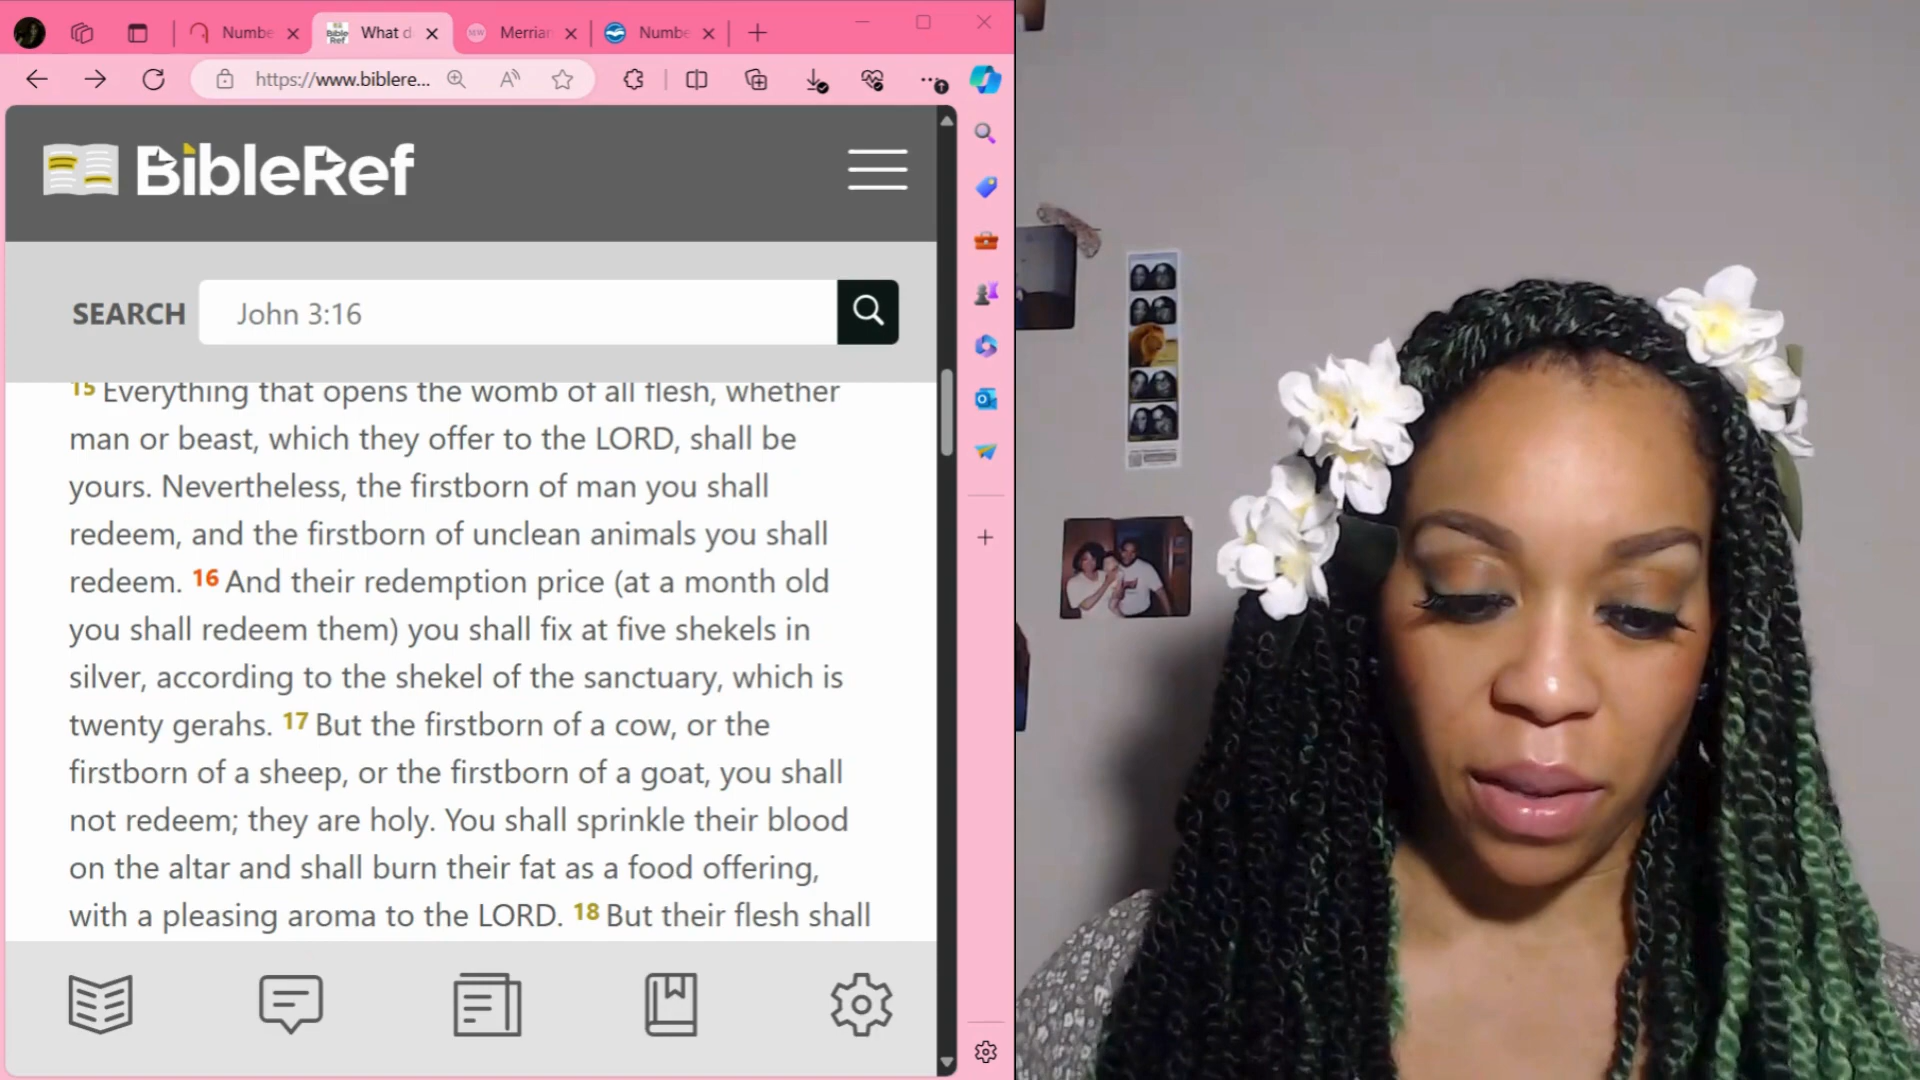 Numbe
What d
Merriar
Numbe
https://www.biblere...
BibleRef
SEARCH John 3:16
15 Everything that opens the womb of all flesh, whether
man or beast, which they offer to the LORD, shall be
yours. Nevertheless, the firstborn of man you shall
redeem, and the firstborn of unclean animals you shall
redeem. 16 And their redemption price (at a month old
you shall redeem them) you shall fix at five shekels in
silver, according to the shekel of the sanctuary, which is
twenty gerahs. 17 But the firstborn of a cow, or the
firstborn of a sheep, or the firstborn of a goat, you shall
not redeem; they are holy. You shall sprinkle their blood
on the altar and shall burn their fat as a food offering,
with a pleasing aroma to the LORD. 18 But their flesh shall